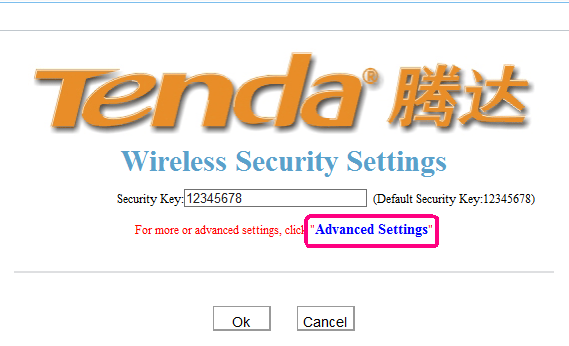 Tenda® 腾达
Wireless Security Settings
Security Key: 12345678 (Default Security Key:12345678)
For more or advanced settings, click "Advanced Settings"
Ok Cancel